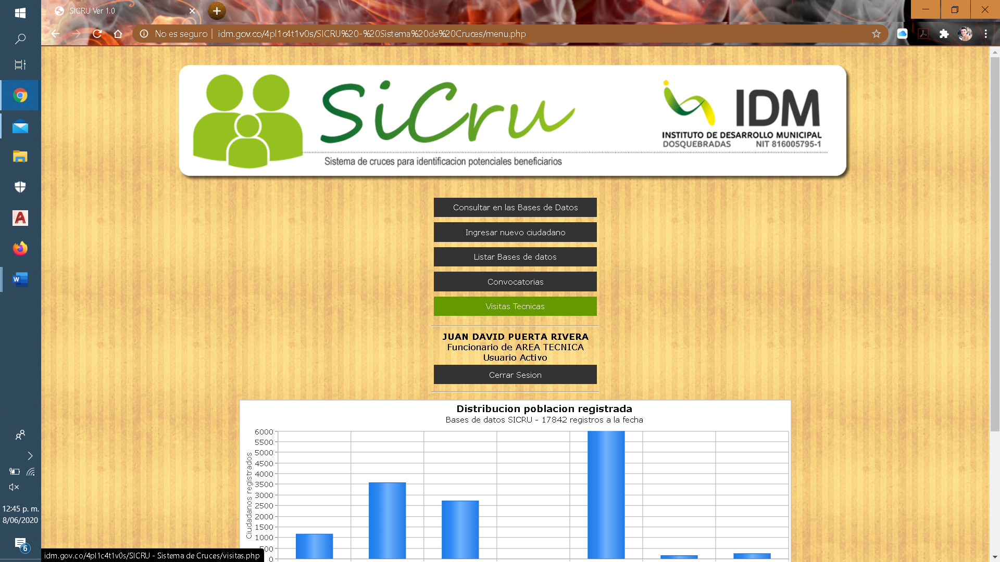 SICRU Ver 1.0
No es seguro | idm.gov.co/4pl1c4t1v0s/SICRU%20-%20Sistema%20de%20Cruces/menu.php
SiCru
Sistema de cruces para identificacion potenciales beneficiarios
IDM
INSTITUTO DE DESARROLLO MUNICIPAL
DOSQUEBRADAS NIT 816005795-1
Consultar en las Bases de Datos
Ingresar nuevo ciudadano
Listar Bases de datos
Convocatorias
Visitas Tecnicas
JUAN DAVID PUERTA RIVERA
Funcionario de AREA TECNICA
Usuario Activo
Cerrar Sesion
Distribucion poblacion registrada
Bases de datos SICRU - 17842 registros a la fecha
Ciudadanos registrados
6000
5500
5000
4500
4000
3500
3000
2500
2000
1500
1000
500
0
12:45 p. m.
8/06/2020
6
idm.gov.co/4pl1c4t1v0s/SICRU - Sistema de Cruces/visitas.php